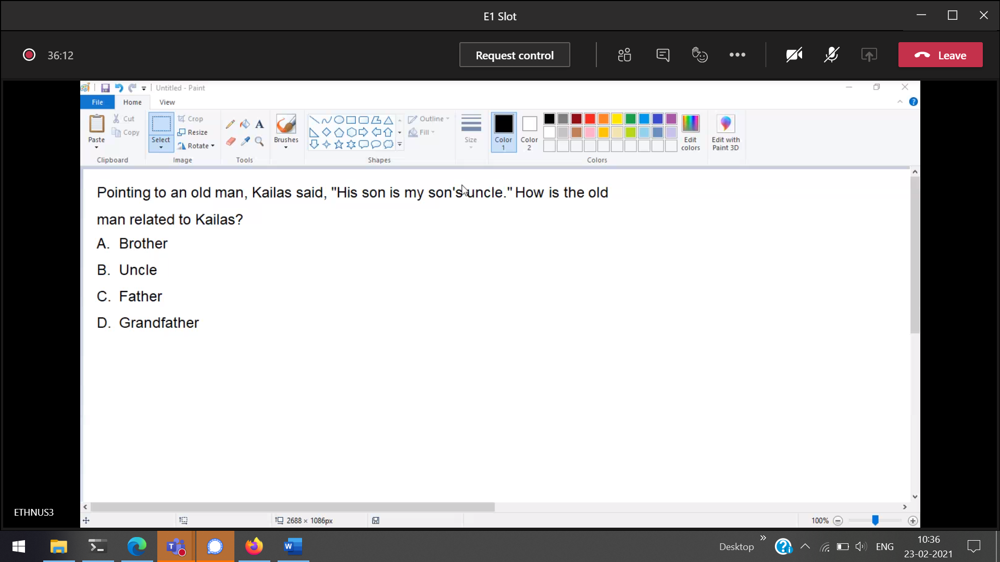 E1 Slot
36:12
Request control
Leave
Untitled - Paint
File Home View
Cut
Copy
Paste
Clipboard
Select
Crop
Resize
Rotate
Image
A
Tools
Brushes
Shapes
Outline
Fill
Size
Color 1
Color 2
Edit colors
Colors
Edit with Paint 3D
Pointing to an old man, Kailas said, "His son is my son's uncle." How is the old
man related to Kailas?
A. Brother
B. Uncle
C. Father
D. Grandfather
ETHNUS3
2688 × 1086px
100%
Desktop
ENG
10:36
23-02-2021